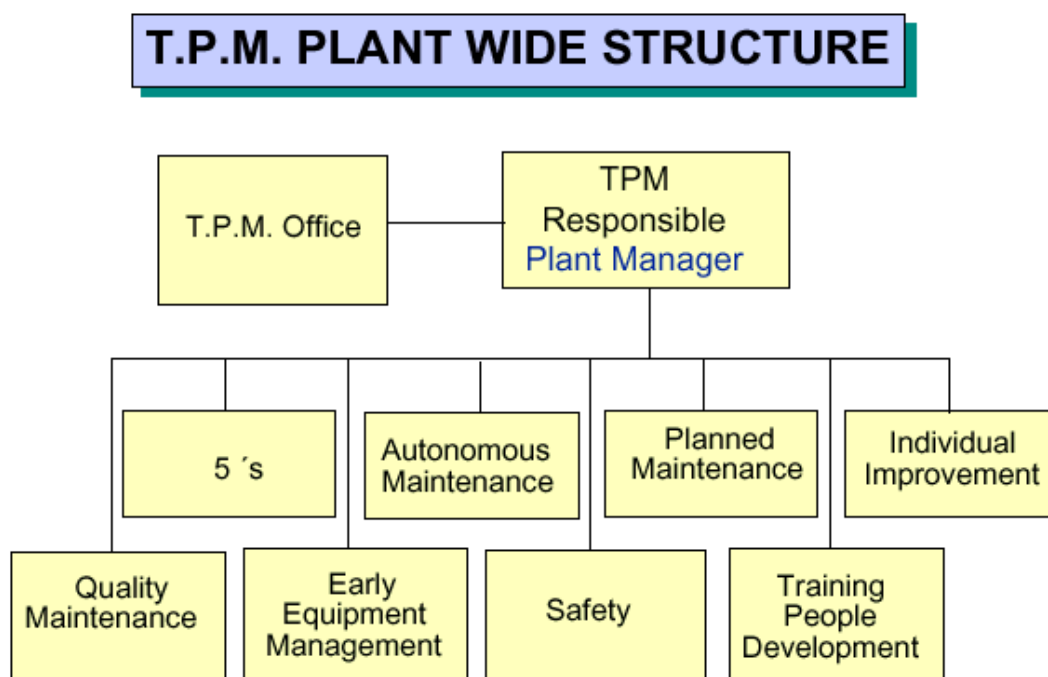 T.P.M. PLANT WIDE STRUCTURE
T.P.M. Office
TPM
Responsible
Plant Manager
5 ´s
Autonomous
Maintenance
Planned
Maintenance
Individual
Improvement
Quality
Maintenance
Early
Equipment
Management
Safety
Training
People
Development